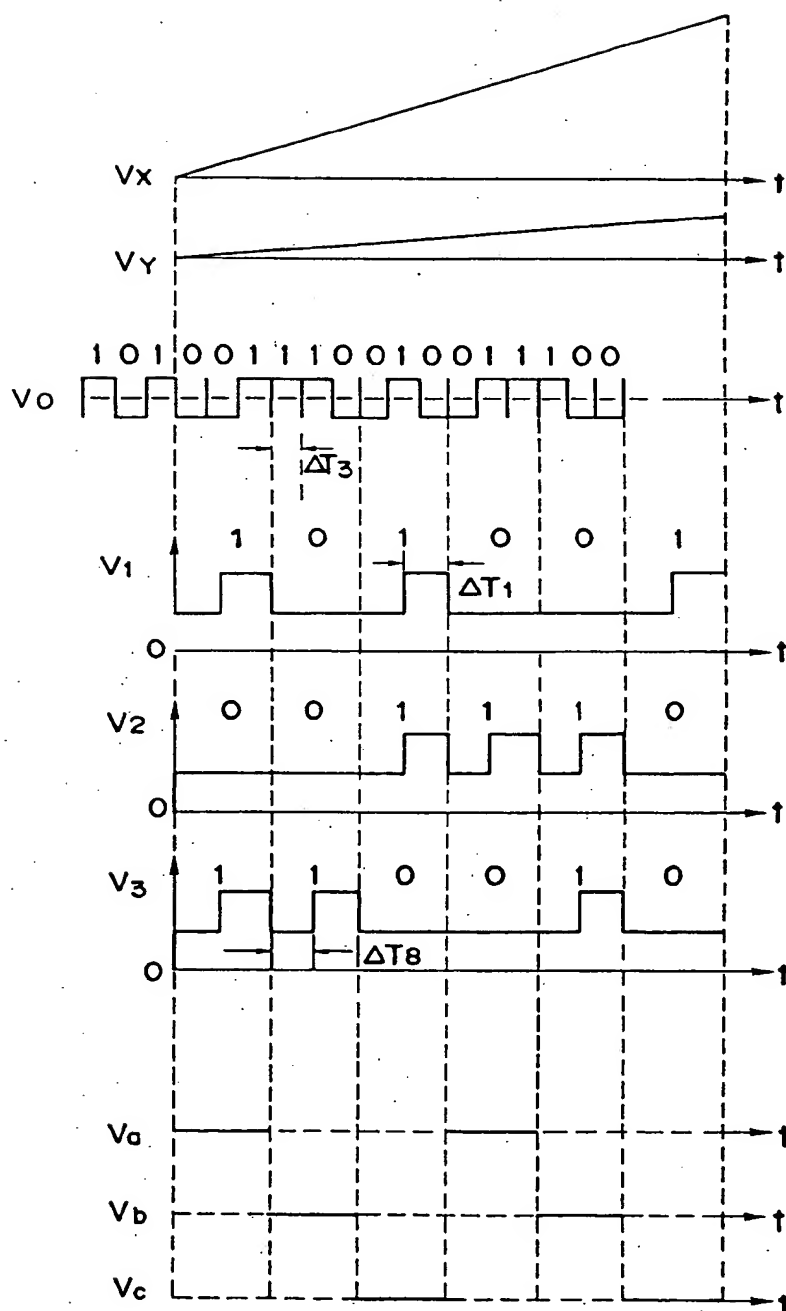 VX t
VY t
1 0 1 0 0 1 1 1 0 0 1 0 0 1 1 1 0 0
VO t
ΔT3
1 0 1 0 0 1
V1
ΔT1
0 t
0 0 1 1 1 0
V2
0 t
1 1 0 0 1 0
V3
ΔT8
0 t
Va t
Vb t
Vc t